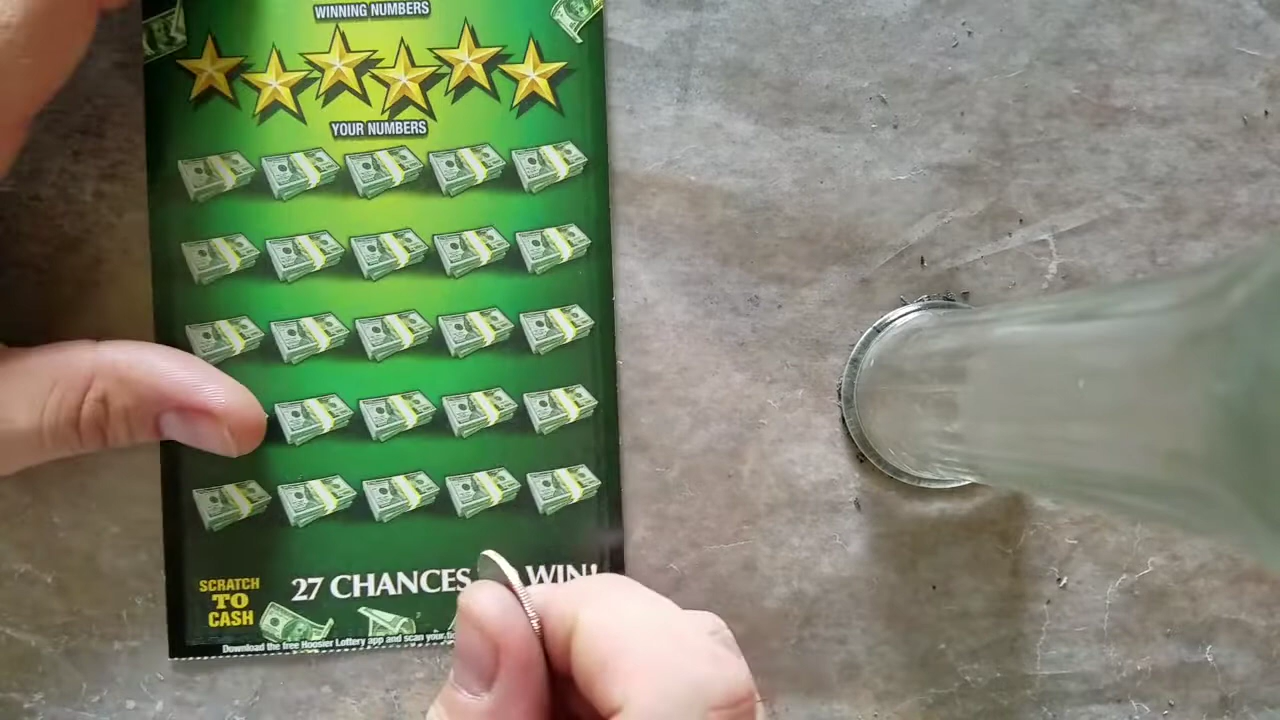 WINNING NUMBERS
YOUR NUMBERS
27 CHANCES WIN!
SCRATCH
TO
CASH
Download the free Hoosier Lottery app and scan your